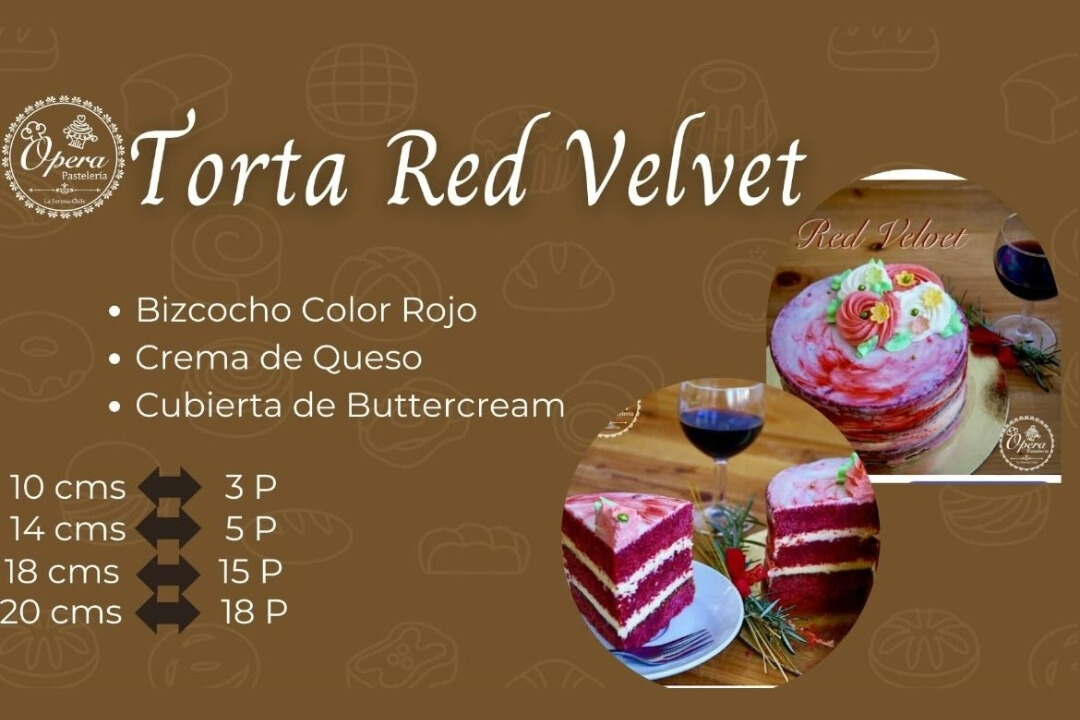 Opera
Pastelería
La Serena-Chile
Torta Red Velvet
Red Velvet
• Bizcocho Color Rojo
• Crema de Queso
• Cubierta de Buttercream
10 cms 3 P
14 cms 5 P
18 cms 15 P
20 cms 18 P
Opera
Pastelería